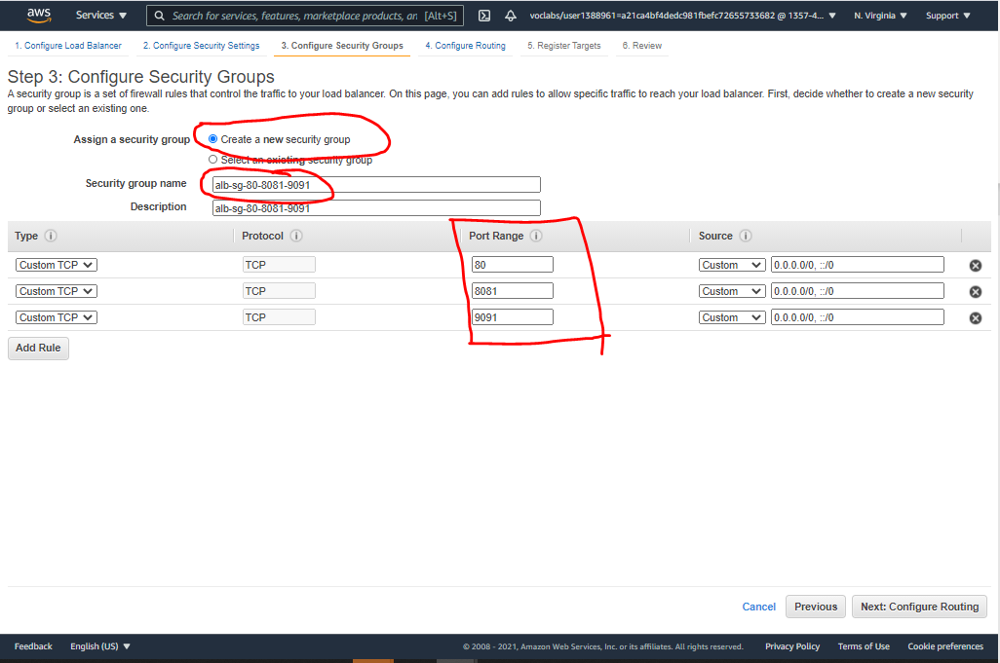 aws Services Search for services, features, marketplace products, an [Alt+S] voclabs/user1388961=a21ca4bf4dedc981fbefc72655733682 @ 1357-4... N. Virginia Support
1. Configure Load Balancer 2. Configure Security Settings 3. Configure Security Groups 4. Configure Routing 5. Register Targets 6. Review
Step 3: Configure Security Groups
A security group is a set of firewall rules that control the traffic to your load balancer. On this page, you can add rules to allow specific traffic to reach your load balancer. First, decide whether to create a new security
group or select an existing one.
Assign a security group Create a new security group
Select an existing security group
Security group name alb-sg-80-8081-9091
Description alb-sg-80-8081-9091
Type Protocol Port Range Source
Custom TCP TCP 80 Custom 0.0.0.0/0, ::/0
Custom TCP TCP 8081 Custom 0.0.0.0/0, ::/0
Custom TCP TCP 9091 Custom 0.0.0.0/0, ::/0
Add Rule
Cancel Previous Next: Configure Routing
Feedback English (US) © 2008 - 2021, Amazon Web Services, Inc. or its affiliates. All rights reserved. Privacy Policy Terms of Use Cookie preferences